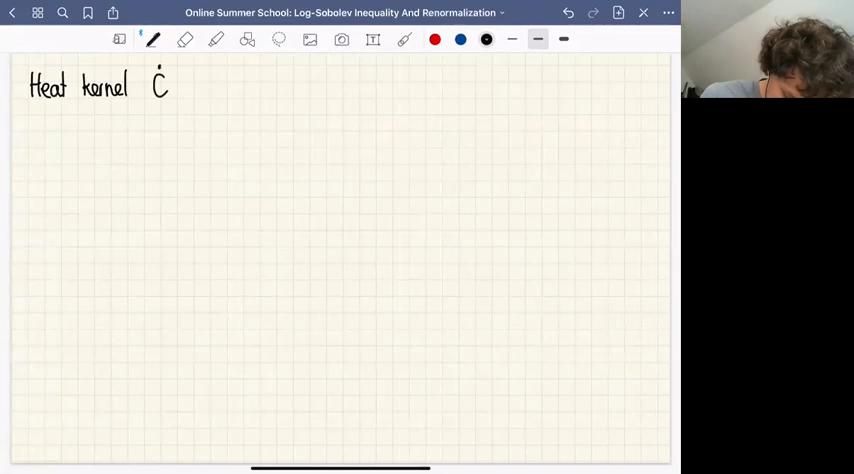 Online Summer School: Log-Sobolev Inequality And Renormalization
Heat kernel Ċ